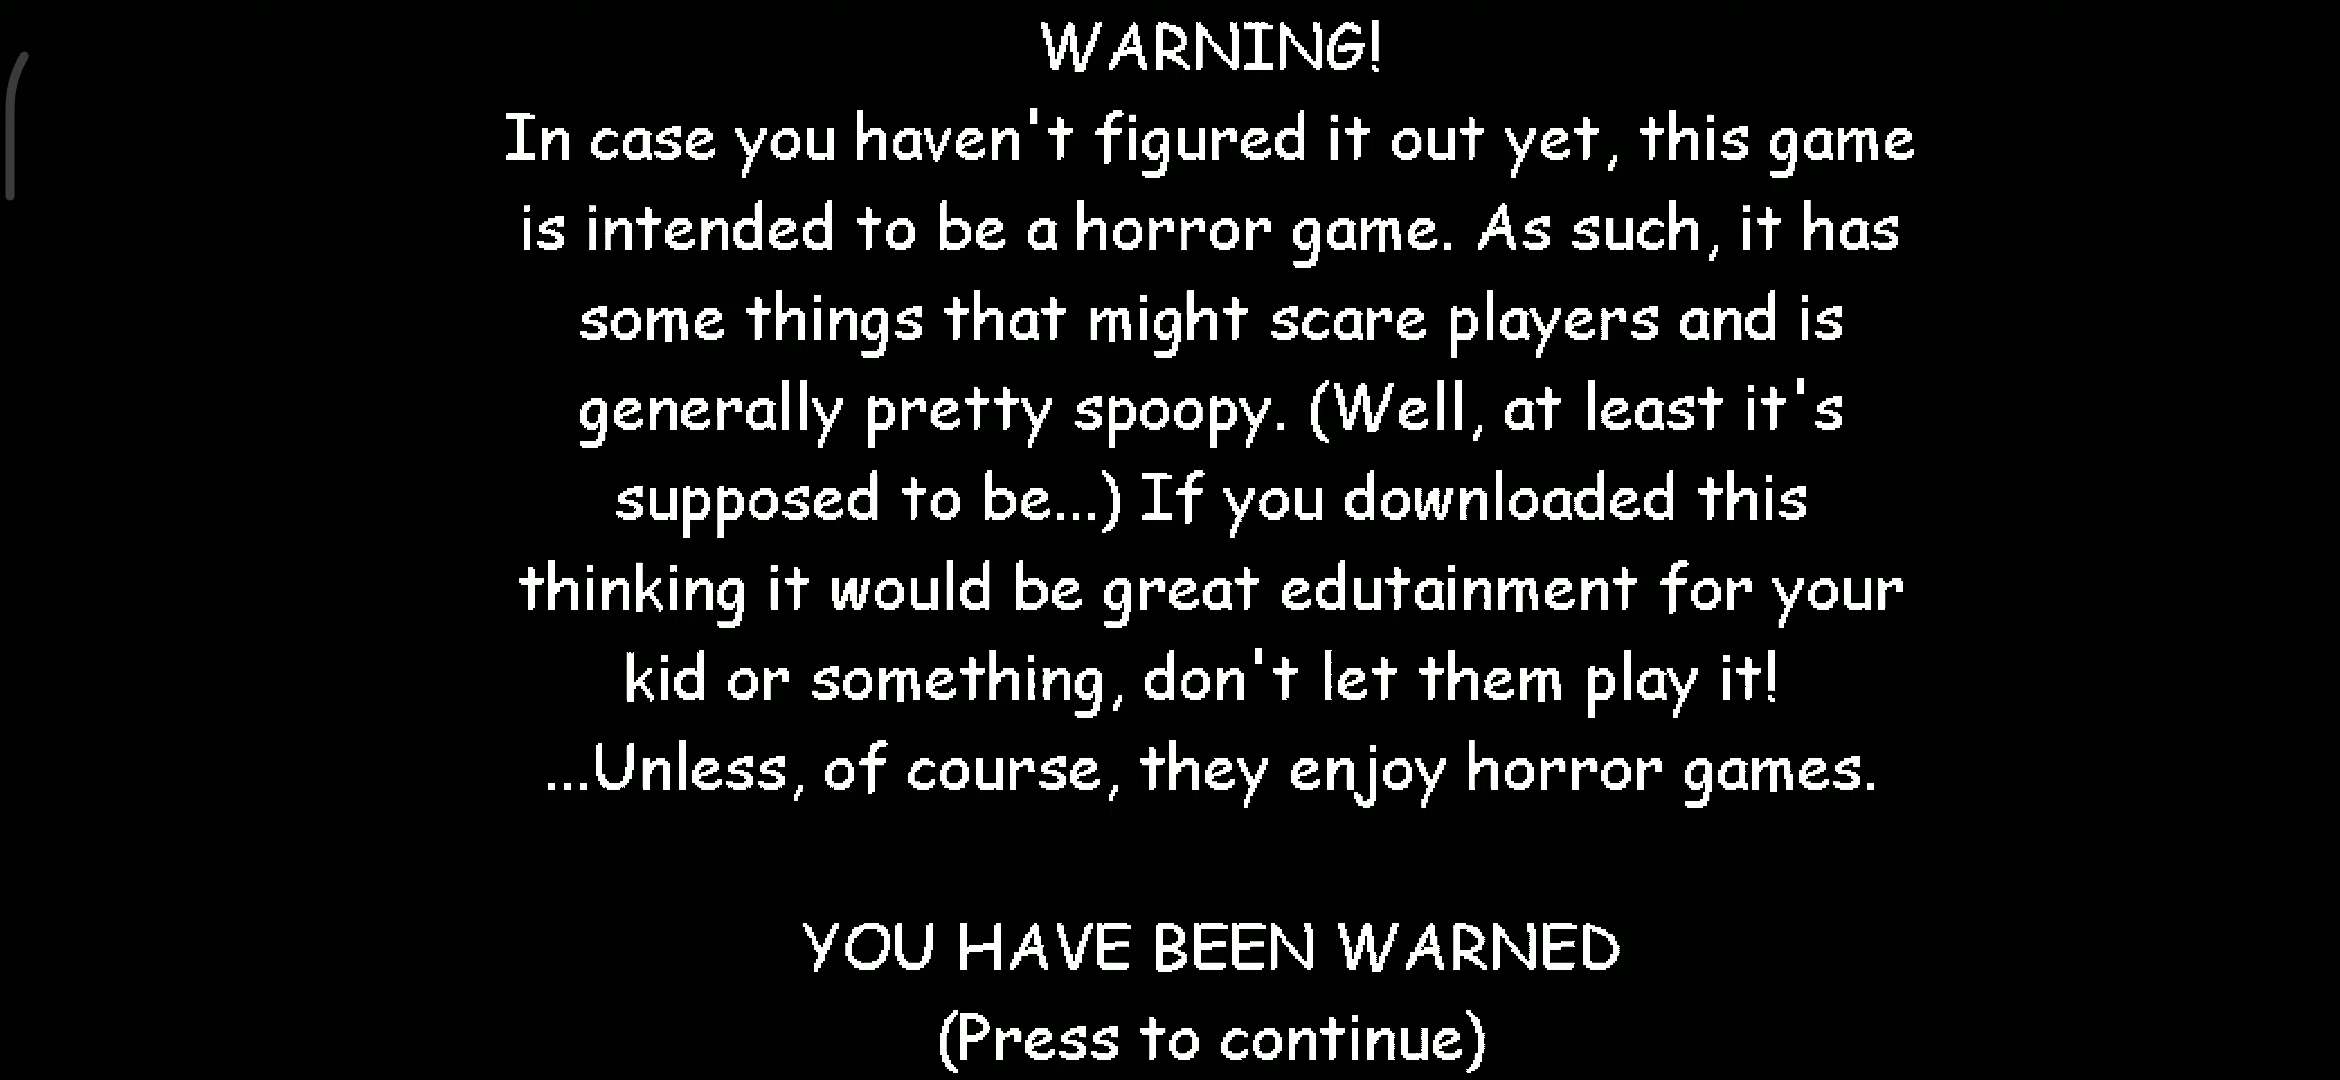 WARNING!
In case you haven't figured it out yet, this game
is intended to be a horror game. As such, it has
some things that might scare players and is
generally pretty spoopy. (Well, at least it's
supposed to be...) If you downloaded this
thinking it would be great edutainment for your
kid or something, don't let them play it!
...Unless, of course, they enjoy horror games.
YOU HAVE BEEN WARNED
(Press to continue)